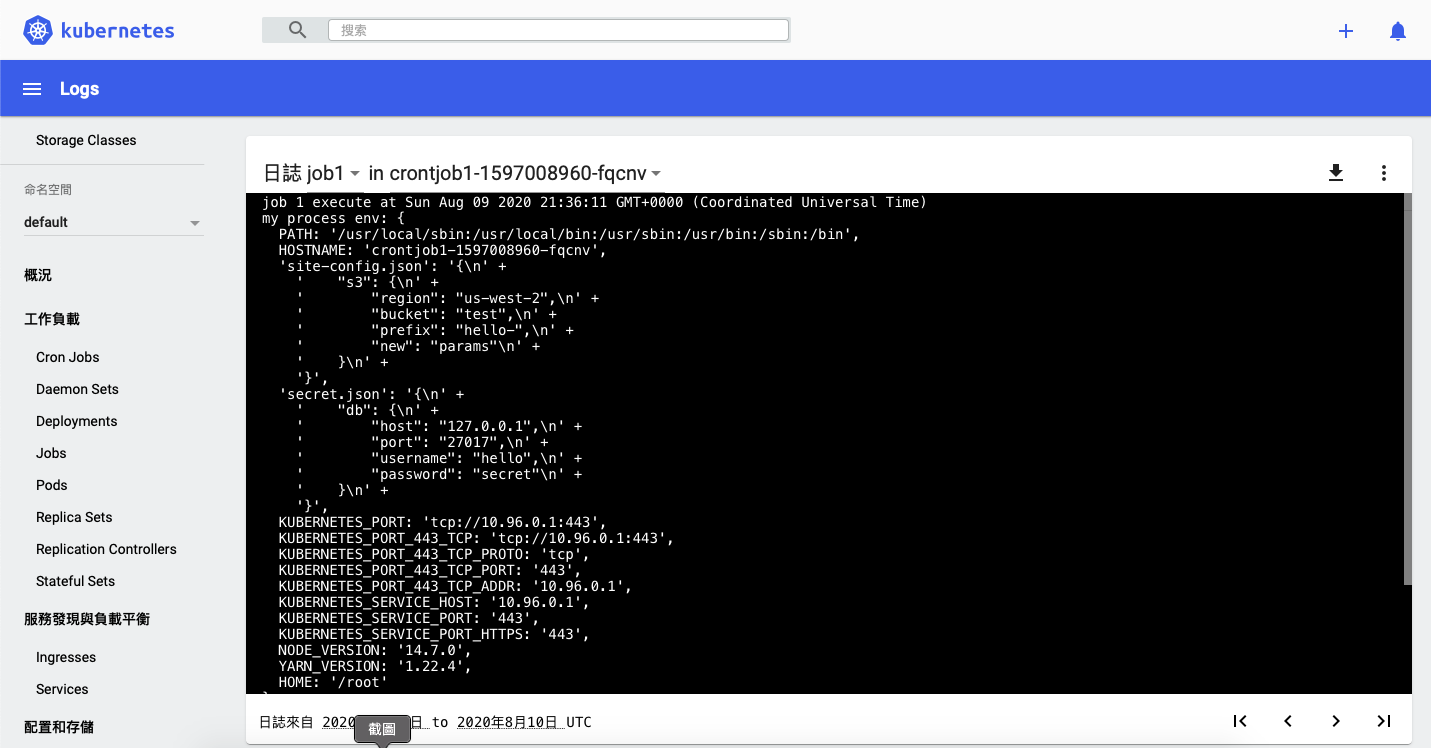 kubernetes
搜索
Logs
Storage Classes
命名空間
default
概況
工作負載
Cron Jobs
Daemon Sets
Deployments
Jobs
Pods
Replica Sets
Replication Controllers
Stateful Sets
服務發現與負載平衡
Ingresses
Services
配置和存儲
日誌 job1 in crontjob1-1597008960-fqcnv
job 1 execute at Sun Aug 09 2020 21:36:11 GMT+0000 (Coordinated Universal Time)
my process env: {
  PATH: '/usr/local/sbin:/usr/local/bin:/usr/sbin:/usr/bin:/sbin:/bin',
  HOSTNAME: 'crontjob1-1597008960-fqcnv',
  'site-config.json': '{\n' +
    '    "s3": {\n' +
    '        "region": "us-west-2",\n' +
    '        "bucket": "test",\n' +
    '        "prefix": "hello-",\n' +
    '        "new": "params"\n' +
    '    }\n' +
    '}',
  'secret.json': '{\n' +
    '    "db": {\n' +
    '        "host": "127.0.0.1",\n' +
    '        "port": "27017",\n' +
    '        "username": "hello",\n' +
    '        "password": "secret"\n' +
    '    }\n' +
    '}',
  KUBERNETES_PORT: 'tcp://10.96.0.1:443',
  KUBERNETES_PORT_443_TCP: 'tcp://10.96.0.1:443',
  KUBERNETES_PORT_443_TCP_PROTO: 'tcp',
  KUBERNETES_PORT_443_TCP_PORT: '443',
  KUBERNETES_PORT_443_TCP_ADDR: '10.96.0.1',
  KUBERNETES_SERVICE_HOST: '10.96.0.1',
  KUBERNETES_SERVICE_PORT: '443',
  KUBERNETES_SERVICE_PORT_HTTPS: '443',
  NODE_VERSION: '14.7.0',
  YARN_VERSION: '1.22.4',
  HOME: '/root'
日誌來自 2020 日 to 2020年8月10日 UTC
截圖